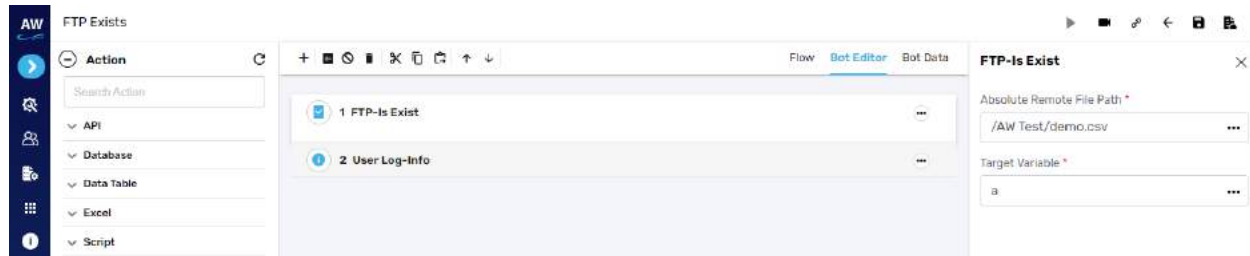 AW
FTP Exists
Action
Search Action
API
Database
Data Table
Excel
Script
Flow Bot Editor Bot Data
1 FTP-Is Exist
2 User Log-Info
FTP-Is Exist
Absolute Remote File Path *
/AW Test/demo.csv
Target Variable *
a